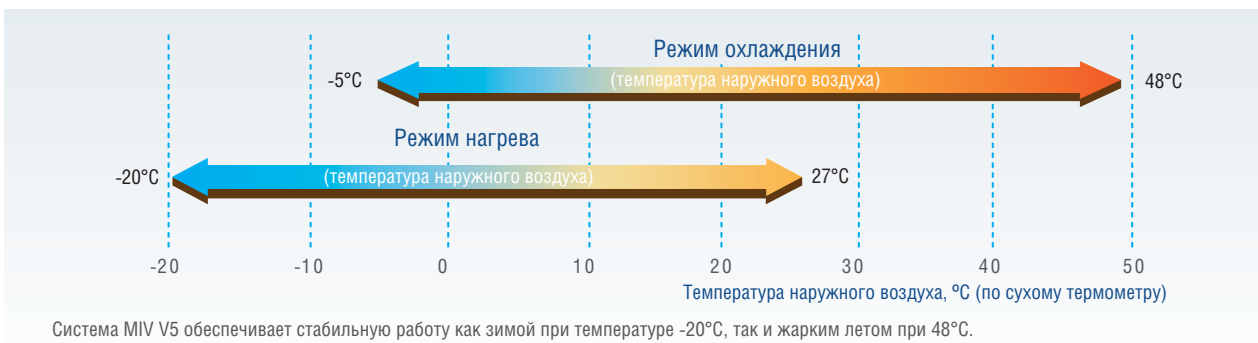 Режим охлаждения
-5°C (температура наружного воздуха) 48°C
Режим нагрева
-20°C (температура наружного воздуха) 27°C
-20 -10 0 10 20 30 40 50
Температура наружного воздуха, ºC (по сухому термометру)
Система MIV V5 обеспечивает стабильную работу как зимой при температуре -20°C, так и жарким летом при 48°C.